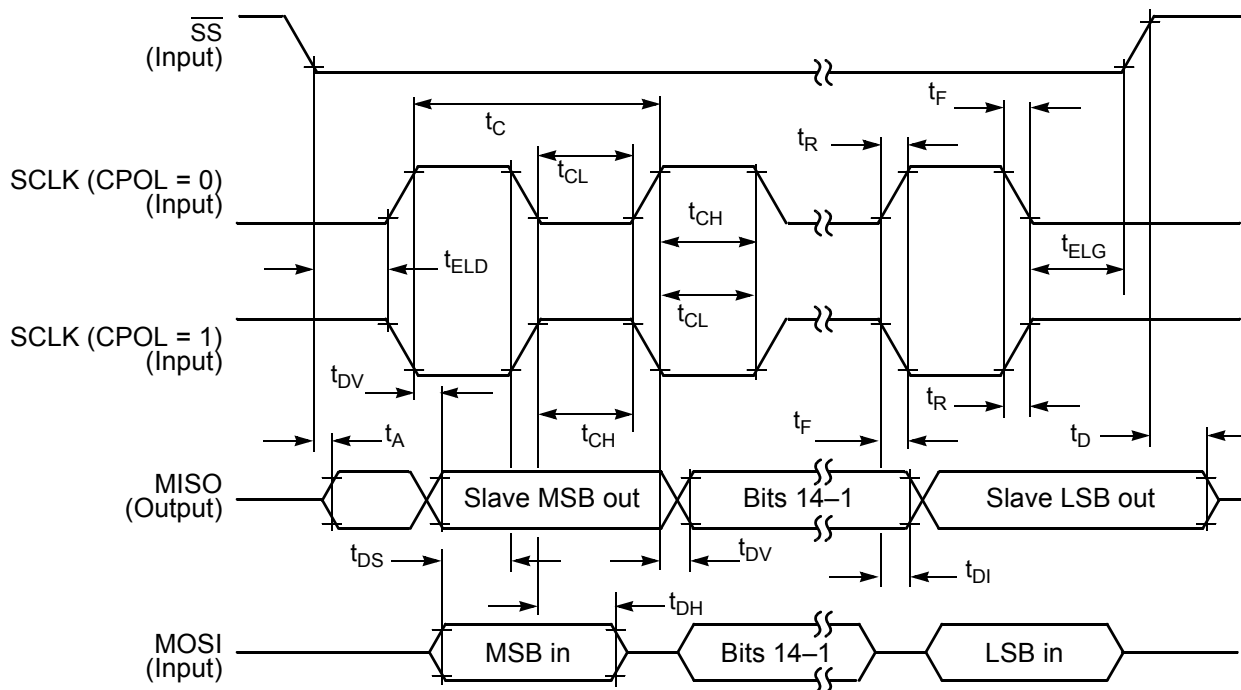 SS
(Input)
tF
tC
tR
SCLK (CPOL = 0)
(Input)
tCL
tCH
tELD
tELG
SCLK (CPOL = 1)
(Input)
tCL
tDV
tR
tA
tCH
tF
tD
MISO
(Output)
Slave MSB out
Bits 14–1
Slave LSB out
tDS
tDV
tDI
tDH
MOSI
(Input)
MSB in
Bits 14–1
LSB in